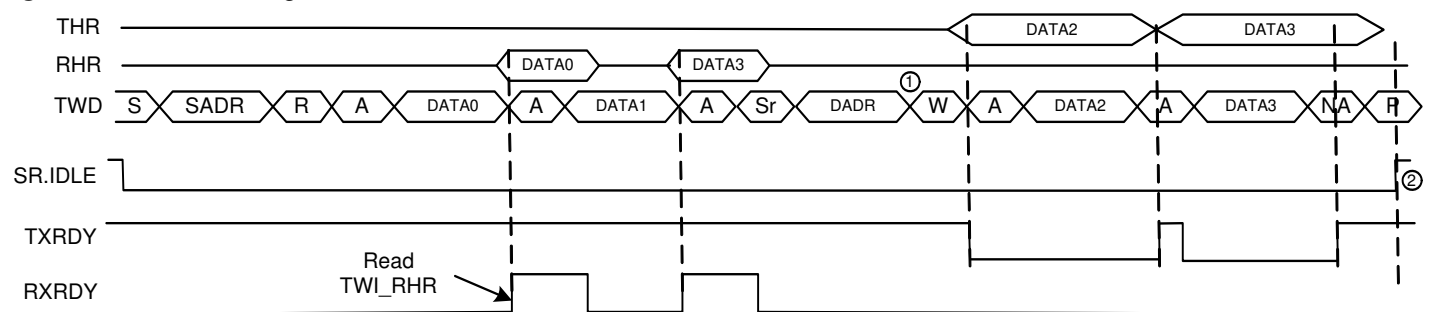 THR DATA2 DATA3
RHR DATA0 DATA3
TWD S SADR R A DATA0 A DATA1 A Sr DADR ① W A DATA2 A DATA3 NA P
SR.IDLE ②
TXRDY
Read
TWI_RHR
RXRDY